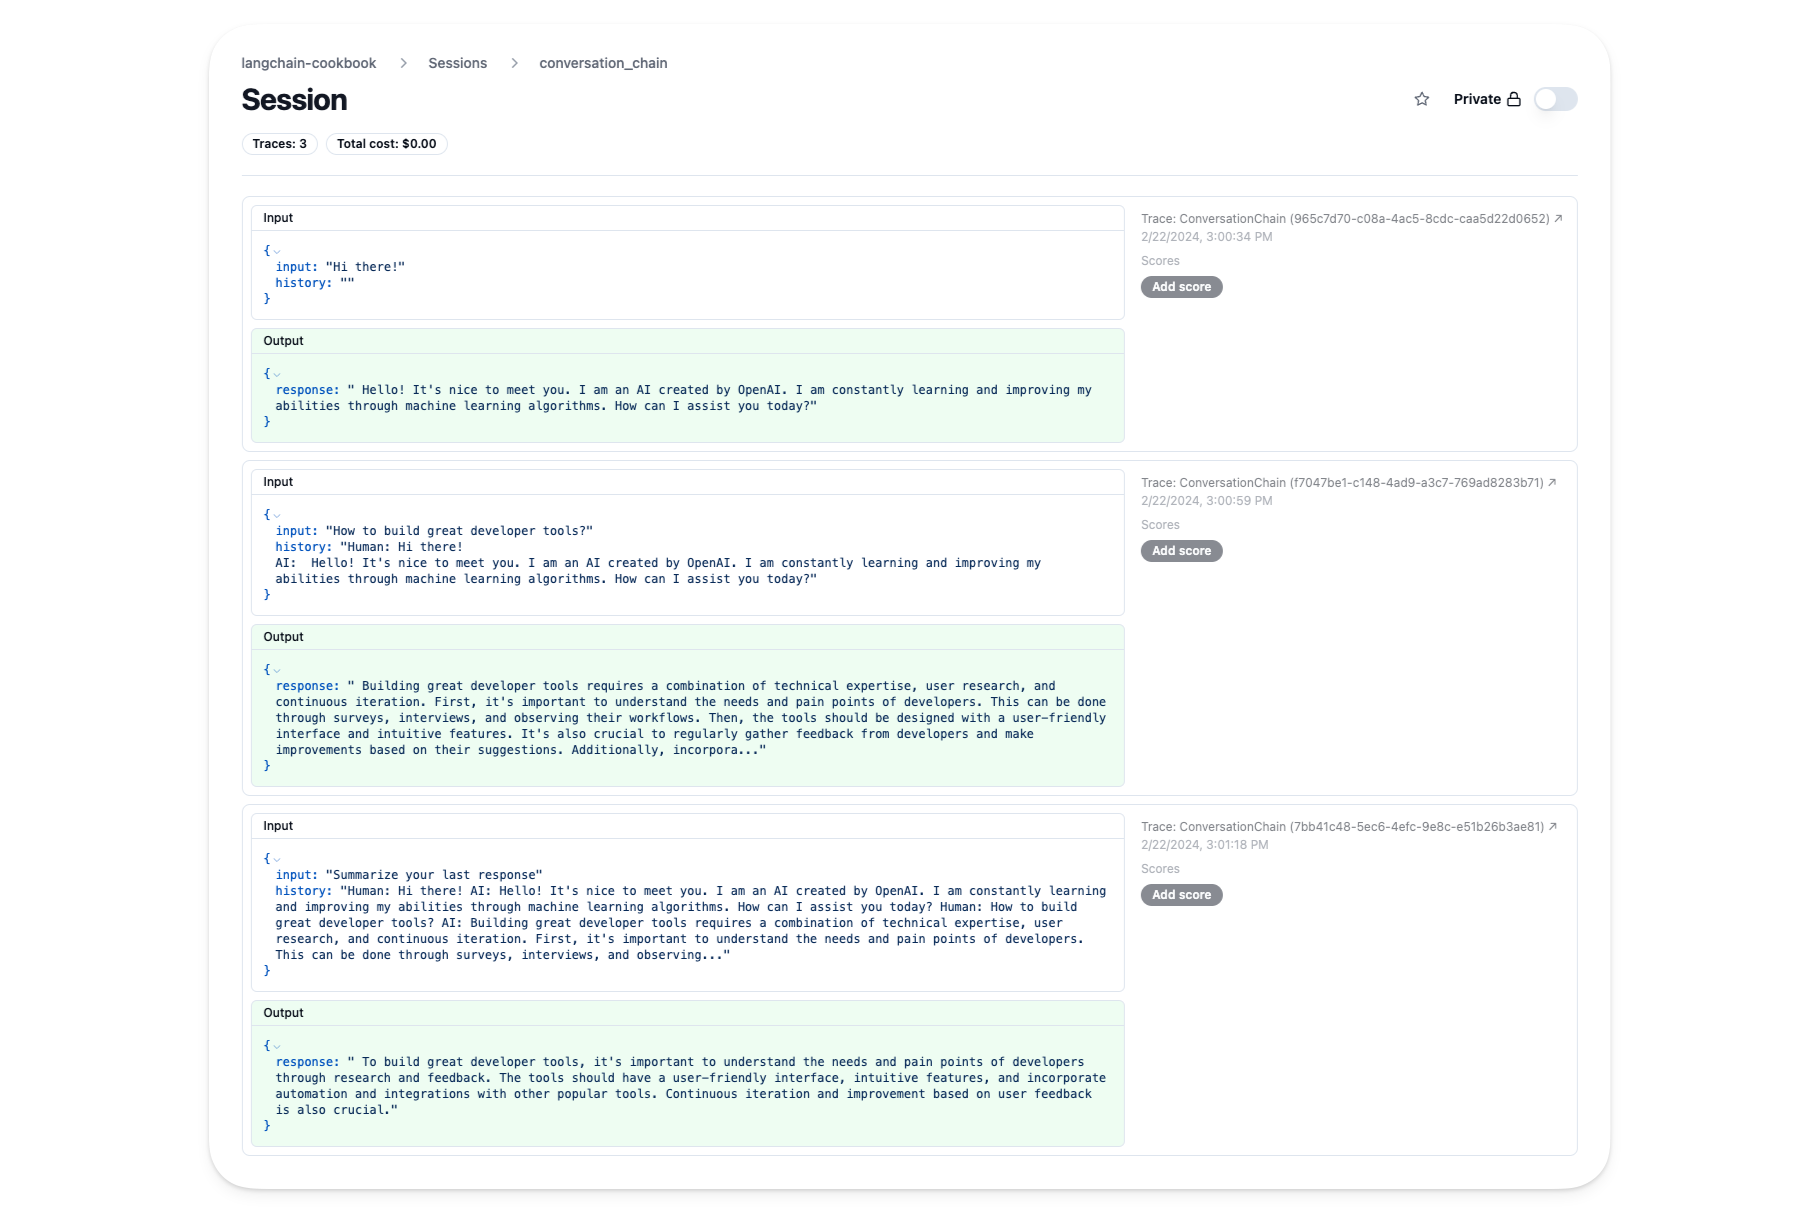 langchain-cookbook > Sessions > conversation_chain
Session
Private
Traces: 3 Total cost: $0.00
Input
{
input: "Hi there!"
history: ""
}
Output
{
response: " Hello! It's nice to meet you. I am an AI created by OpenAI. I am constantly learning and improving my
abilities through machine learning algorithms. How can I assist you today?"
}
Trace: ConversationChain (965c7d70-c08a-4ac5-8cdc-caa5d22d0652)
2/22/2024, 3:00:34 PM
Scores
Add score
Input
{
input: "How to build great developer tools?"
history: "Human: Hi there!
AI:  Hello! It's nice to meet you. I am an AI created by OpenAI. I am constantly learning and improving my
abilities through machine learning algorithms. How can I assist you today?"
}
Output
{
response: " Building great developer tools requires a combination of technical expertise, user research, and
continuous iteration. First, it's important to understand the needs and pain points of developers. This can be done
through surveys, interviews, and observing their workflows. Then, the tools should be designed with a user-friendly
interface and intuitive features. It's also crucial to regularly gather feedback from developers and make
improvements based on their suggestions. Additionally, incorpora..."
}
Trace: ConversationChain (f7047be1-c148-4ad9-a3c7-769ad8283b71)
2/22/2024, 3:00:59 PM
Scores
Add score
Input
{
input: "Summarize your last response"
history: "Human: Hi there! AI: Hello! It's nice to meet you. I am an AI created by OpenAI. I am constantly learning
and improving my abilities through machine learning algorithms. How can I assist you today? Human: How to build
great developer tools? AI: Building great developer tools requires a combination of technical expertise, user
research, and continuous iteration. First, it's important to understand the needs and pain points of developers.
This can be done through surveys, interviews, and observing..."
}
Output
{
response: " To build great developer tools, it's important to understand the needs and pain points of developers
through research and feedback. The tools should have a user-friendly interface, intuitive features, and incorporate
automation and integrations with other popular tools. Continuous iteration and improvement based on user feedback
is also crucial."
}
Trace: ConversationChain (7bb41c48-5ec6-4efc-9e8c-e51b26b3ae81)
2/22/2024, 3:01:18 PM
Scores
Add score